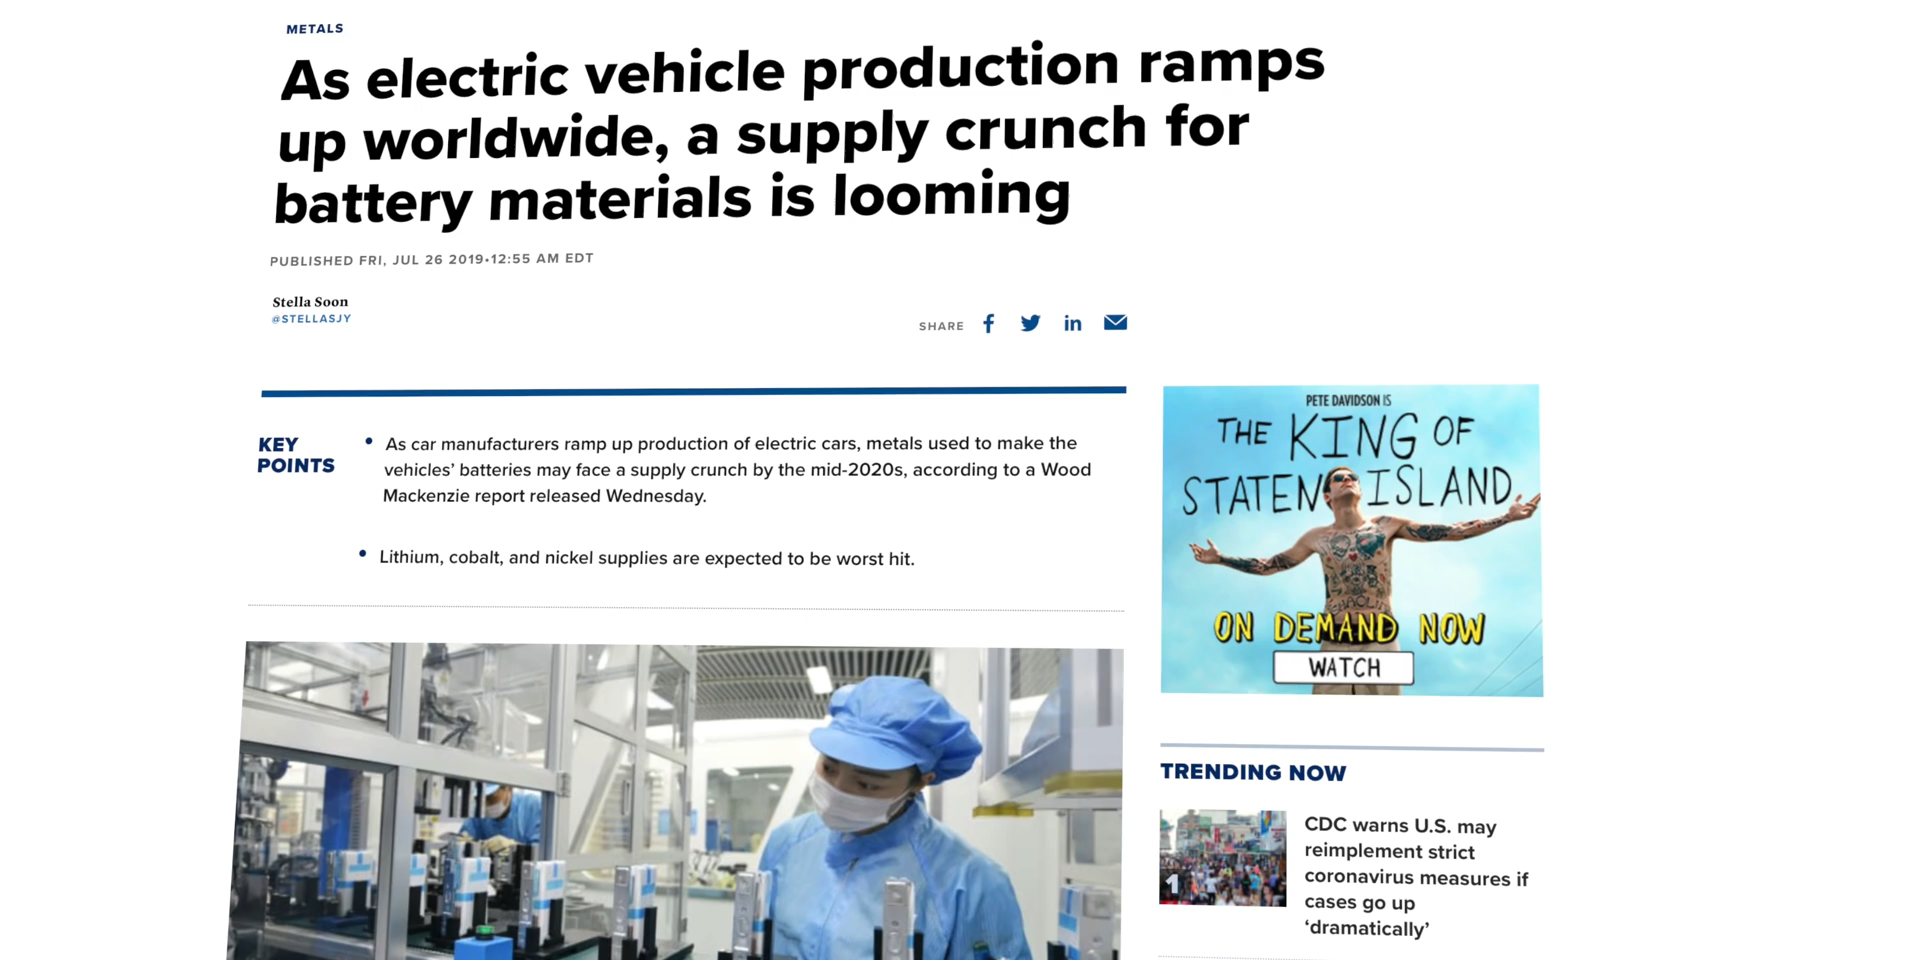 METALS
As electric vehicle production ramps
up worldwide, a supply crunch for
battery materials is looming
PUBLISHED FRI, JUL 26 2019•12:55 AM EDT
Stella Soon
@STELLASJY
SHARE
KEY
POINTS
• As car manufacturers ramp up production of electric cars, metals used to make the
vehicles’ batteries may face a supply crunch by the mid-2020s, according to a Wood
Mackenzie report released Wednesday.
• Lithium, cobalt, and nickel supplies are expected to be worst hit.
PETE DAVIDSON IS
THE KING OF
STATEN ISLAND
SHAOLIN
ON DEMAND NOW
WATCH
TRENDING NOW
1
CDC warns U.S. may
reimplement strict
coronavirus measures if
cases go up
‘dramatically’